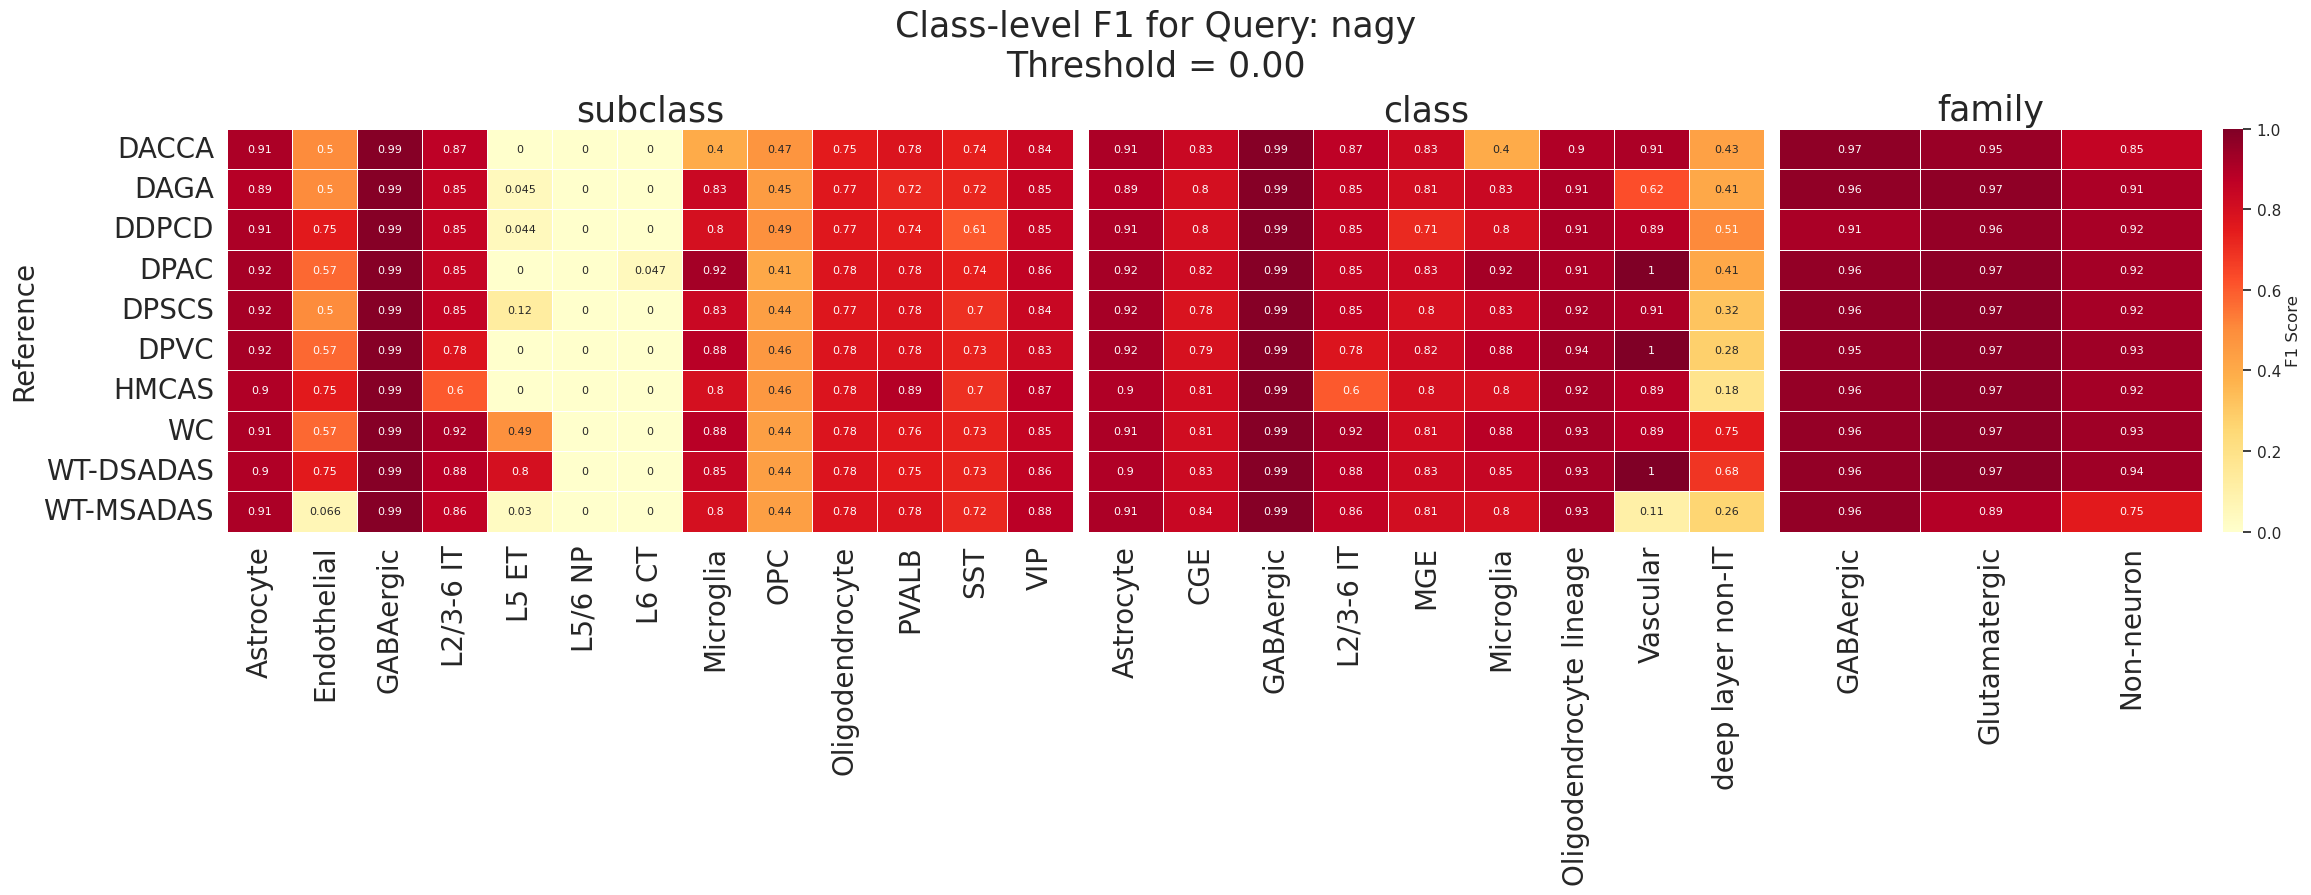 Class-level F1 for Query: nagy
Threshold = 0.00
subclass
class
family
Reference
DACCA 0.91 0.5 0.99 0.87 0 0 0 0.4 0.47 0.75 0.78 0.74 0.84 0.91 0.83 0.99 0.87 0.83 0.4 0.9 0.91 0.43 0.97 0.95 0.85
DAGA 0.89 0.5 0.99 0.85 0.045 0 0 0.83 0.45 0.77 0.72 0.72 0.85 0.89 0.8 0.99 0.85 0.81 0.83 0.91 0.62 0.41 0.96 0.97 0.91
DDPCD 0.91 0.75 0.99 0.85 0.044 0 0 0.8 0.49 0.77 0.74 0.61 0.85 0.91 0.8 0.99 0.85 0.71 0.8 0.91 0.89 0.51 0.91 0.96 0.92
DPAC 0.92 0.57 0.99 0.85 0 0 0.047 0.92 0.41 0.78 0.78 0.74 0.86 0.92 0.82 0.99 0.85 0.83 0.92 0.91 1 0.41 0.96 0.97 0.92
DPSCS 0.92 0.5 0.99 0.85 0.12 0 0 0.83 0.44 0.77 0.78 0.7 0.84 0.92 0.78 0.99 0.85 0.8 0.83 0.92 0.91 0.32 0.96 0.97 0.92
DPVC 0.92 0.57 0.99 0.78 0 0 0 0.88 0.46 0.78 0.78 0.73 0.83 0.92 0.79 0.99 0.78 0.82 0.88 0.94 1 0.28 0.95 0.97 0.93
HMCAS 0.9 0.75 0.99 0.6 0 0 0 0.8 0.46 0.78 0.89 0.7 0.87 0.9 0.81 0.99 0.6 0.8 0.8 0.92 0.89 0.18 0.96 0.97 0.92
WC 0.91 0.57 0.99 0.92 0.49 0 0 0.88 0.44 0.78 0.76 0.73 0.85 0.91 0.81 0.99 0.92 0.81 0.88 0.93 0.89 0.75 0.96 0.97 0.93
WT-DSADAS 0.9 0.75 0.99 0.88 0.8 0 0 0.85 0.44 0.78 0.75 0.73 0.86 0.9 0.83 0.99 0.88 0.83 0.85 0.93 1 0.68 0.96 0.97 0.94
WT-MSADAS 0.91 0.066 0.99 0.86 0.03 0 0 0.8 0.44 0.78 0.78 0.72 0.88 0.91 0.84 0.99 0.86 0.81 0.8 0.93 0.11 0.26 0.96 0.89 0.75
Astrocyte
Endothelial
GABAergic
L2/3-6 IT
L5 ET
L5/6 NP
L6 CT
Microglia
OPC
Oligodendrocyte
PVALB
SST
VIP
Astrocyte
CGE
GABAergic
L2/3-6 IT
MGE
Microglia
Oligodendrocyte lineage
Vascular
deep layer non-IT
GABAergic
Glutamatergic
Non-neuron
1.0
0.8
0.6
0.4
0.2
0.0
F1 Score